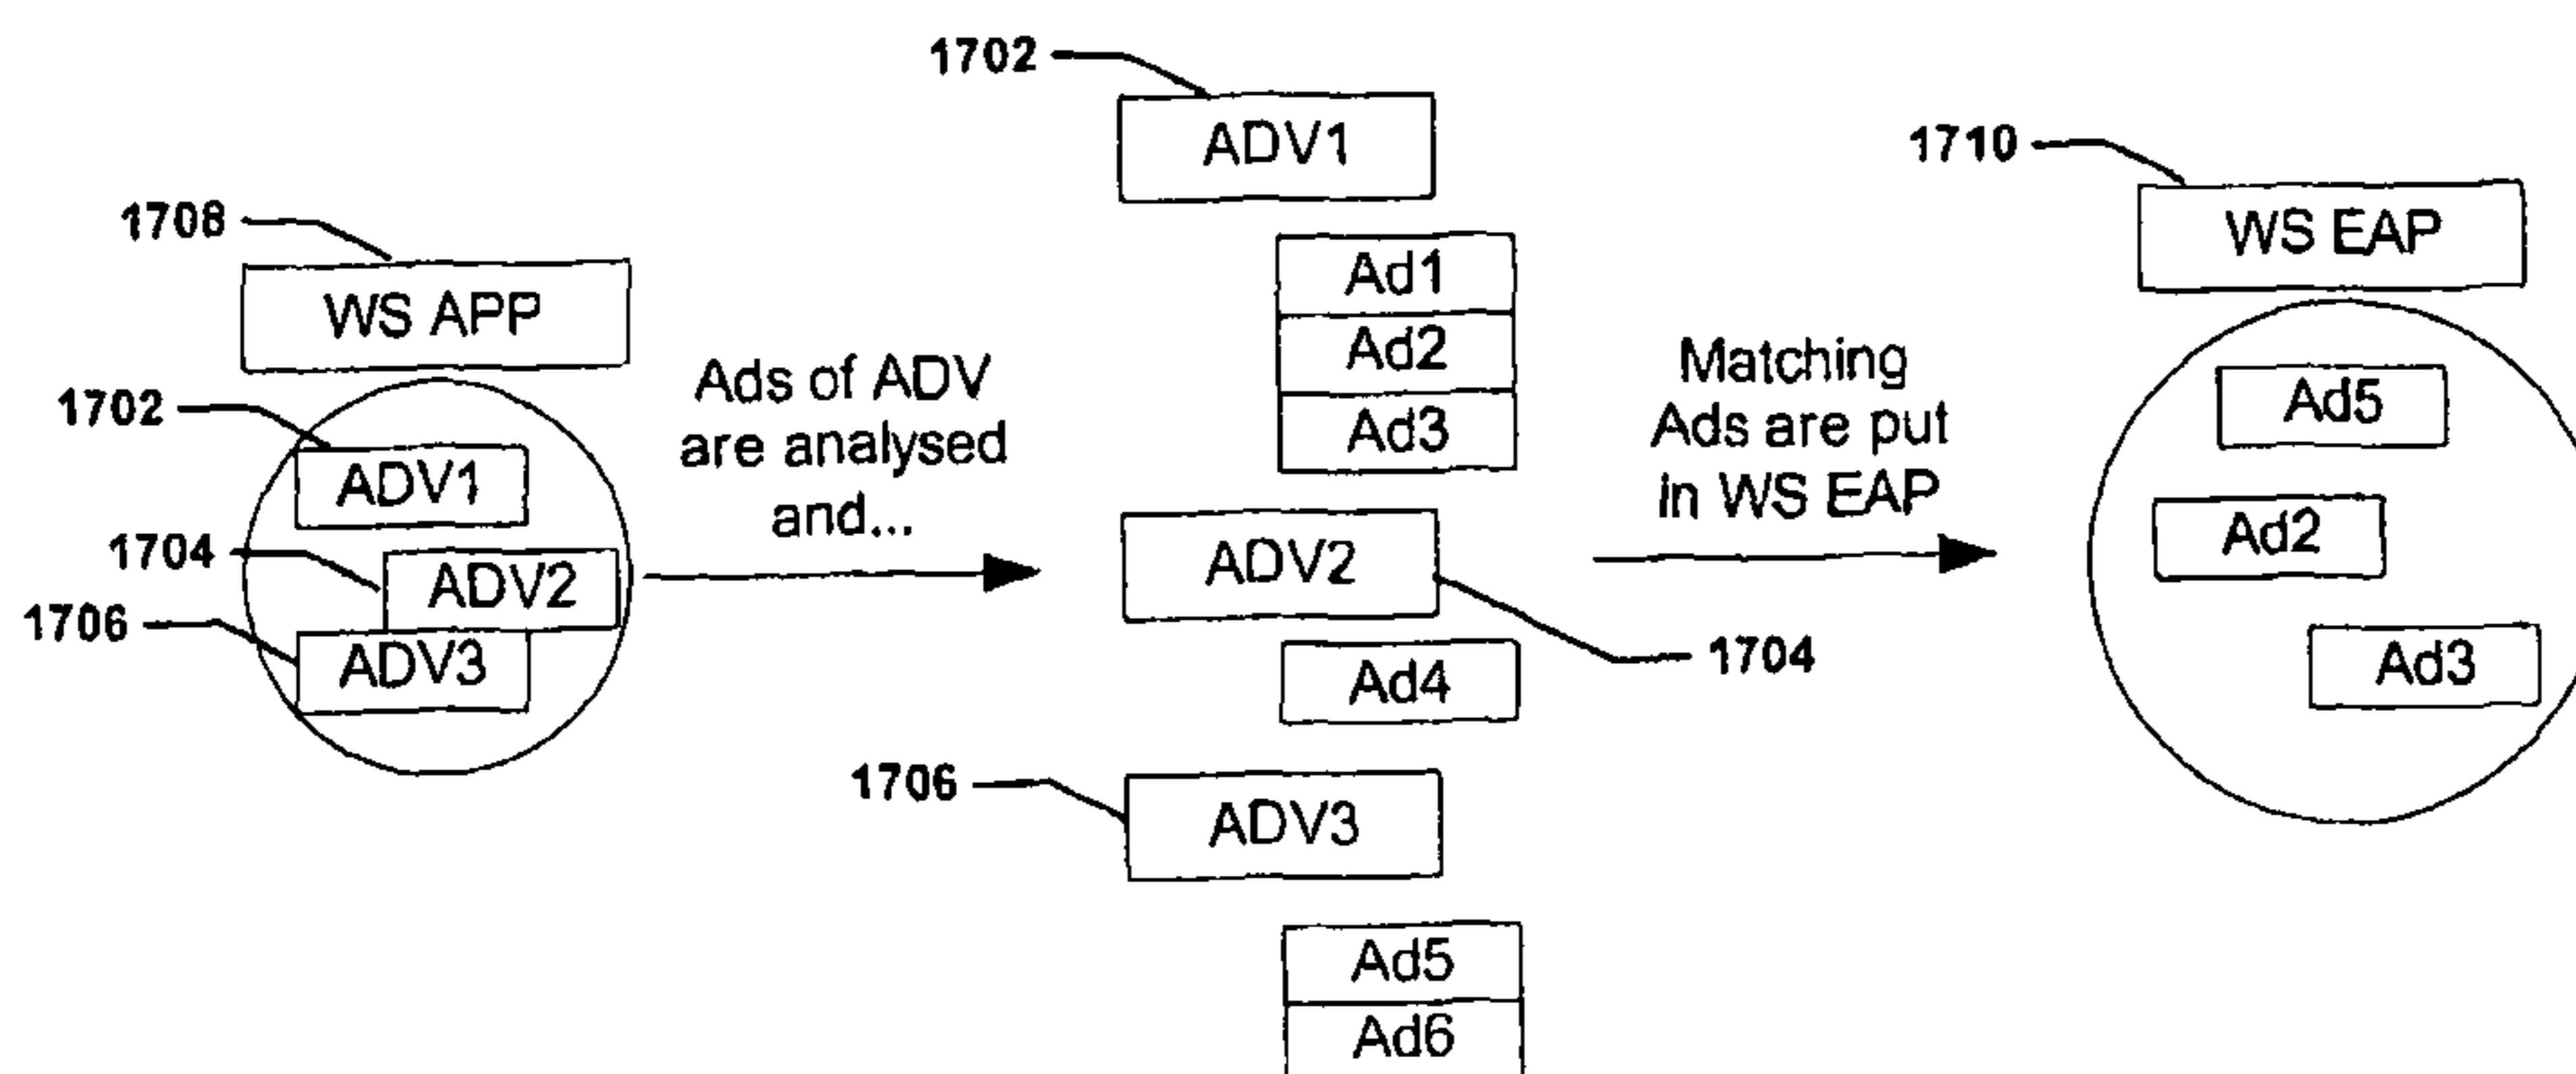 1708
WS APP
1702
ADV1
1704
ADV2
1706
ADV3
Ads of ADV
are analysed
and...
1702
ADV1
Ad1
Ad2
Ad3
ADV2
1704
Ad4
1706
ADV3
Ad5
Ad6
Matching
Ads are put
in WS EAP
1710
WS EAP
Ad5
Ad2
Ad3